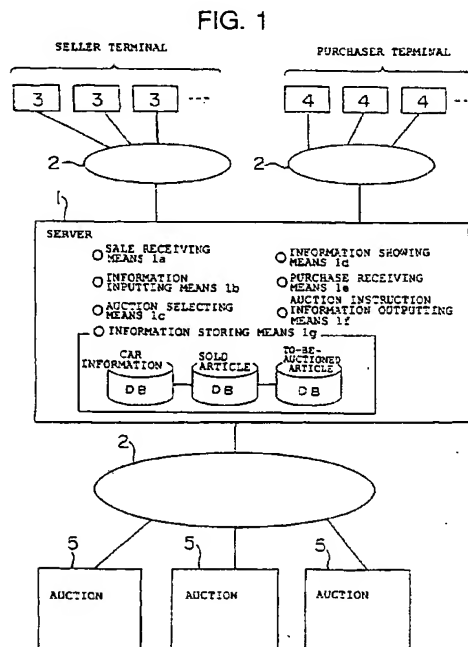 FIG. 1
SELLER TERMINAL
PURCHASER TEPMINAL
3 3 3 ---
4 4 4 --
2
2
1
SERVER
SALE RECEIVING
MEANS 1a
INFORMATION
INPUTTING MEANS 1b
AUCTION SELECTING
MEANS 1c
INFORMATION SHOWING
MEANS 1d
PURCHASE RECEIVING
MEANS 1e
AUCTION INSTRUCTION
INFORMATION OUTPUTTING
MEANS 1f
INFORMATION STORING MEANS 1g
CAR
INFORMATION
DB
SOLD
ARTICLE
DB
TO-BE-
AUCTIONED
ARTICLE
DB
2
5
5
5
AUCTION
AUCTION
AUCTION